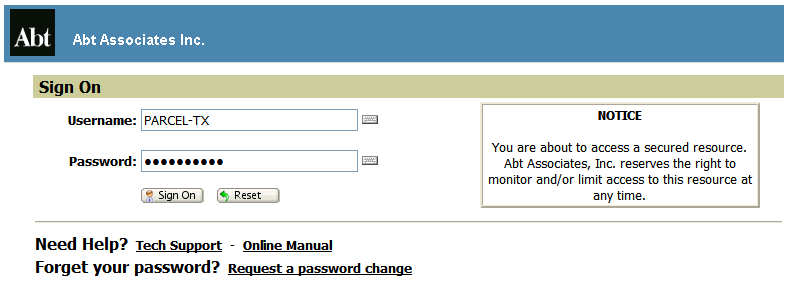 Abt
Abt Associates Inc.
Sign On
Username: PARCEL-TX
Password: ●●●●●●●●●●
Sign On Reset
NOTICE
You are about to access a secured resource.
Abt Associates, Inc. reserves the right to
monitor and/or limit access to this resource at
any time.
Need Help? Tech Support - Online Manual
Forget your password? Request a password change